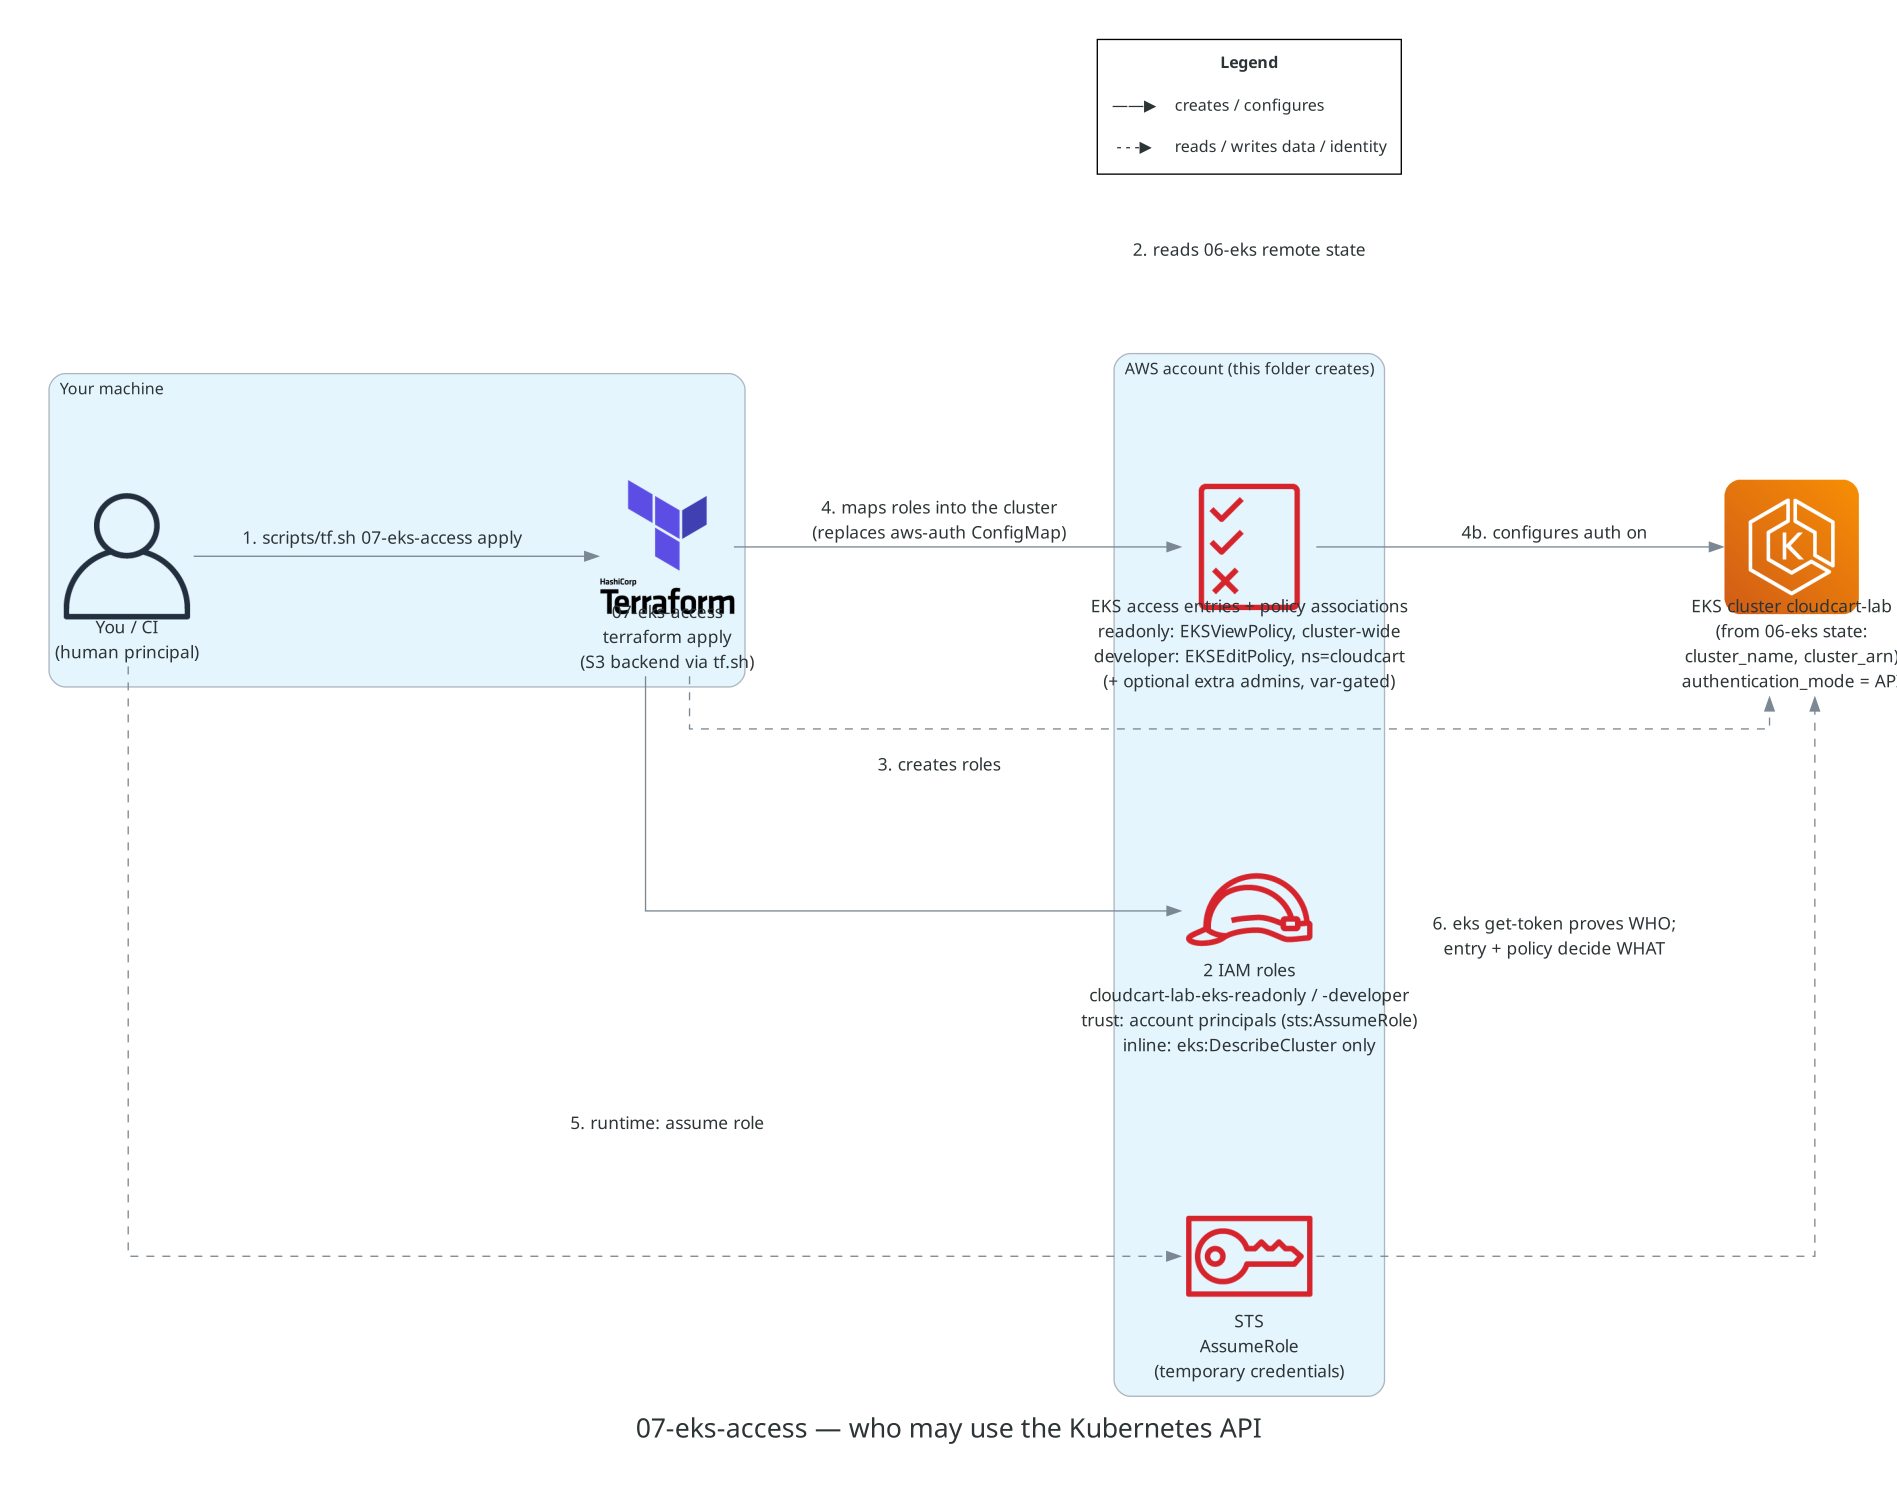 Legend
creates / configures
reads / writes data / identity
2. reads 06-eks remote state
AWS account (this folder creates)
Your machine
1. scripts/tf.sh 07-eks-access apply
HashiCorp
Terraform
4. maps roles into the cluster
(replaces aws-auth ConfigMap)
4b. configures auth on
K
You / CI
(human principal)
07-eks-access
terraform apply
(S3 backend via tf.sh)
EKS access entries + policy associations
readonly: EKSViewPolicy, cluster-wide
developer: EKSEditPolicy, ns=cloudcart
(+ optional extra admins, var-gated)
EKS cluster cloudcart-lab
(from 06-eks state:
cluster_name, cluster_arn)
authentication_mode = API
3. creates roles
6. eks get-token proves WHO;
entry + policy decide WHAT
2 IAM roles
cloudcart-lab-eks-readonly / -developer
trust: account principals (sts:AssumeRole)
inline: eks:DescribeCluster only
5. runtime: assume role
STS
AssumeRole
(temporary credentials)
07-eks-access — who may use the Kubernetes API